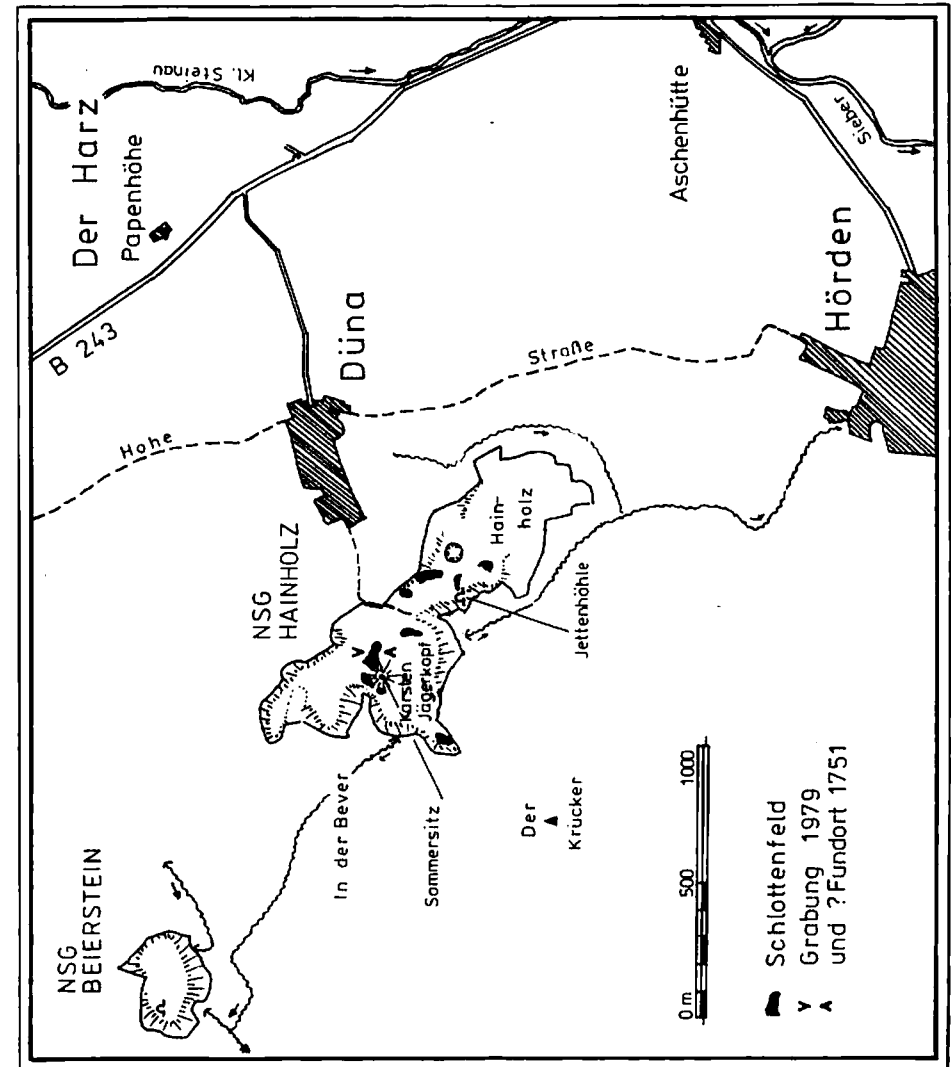 NSG
BEIERSTEIN
In der Bever
Sommersitz
NSG
HAINHOLZ
Karsten
Jägerkopf
Der
Krücker
Hain-
holz
Jettenhöhle
B 243
Der Harz
Papenhöhe
Kl. Steinau
Hohe
Straße
Düna
Aschenhütte
Sieber
Hörden
0 m
500
1000
Schlottenfeld
Grabung 1979
und ? Fundort 1751